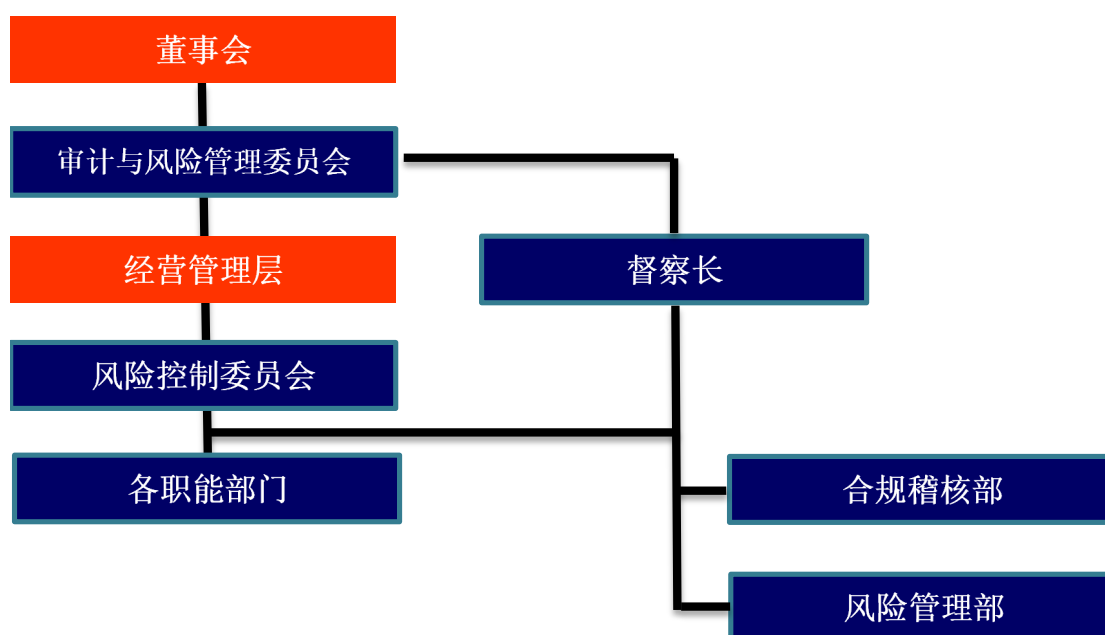 董事会
审计与风险管理委员会
经营管理层
督察长
风险控制委员会
各职能部门
合规稽核部
风险管理部